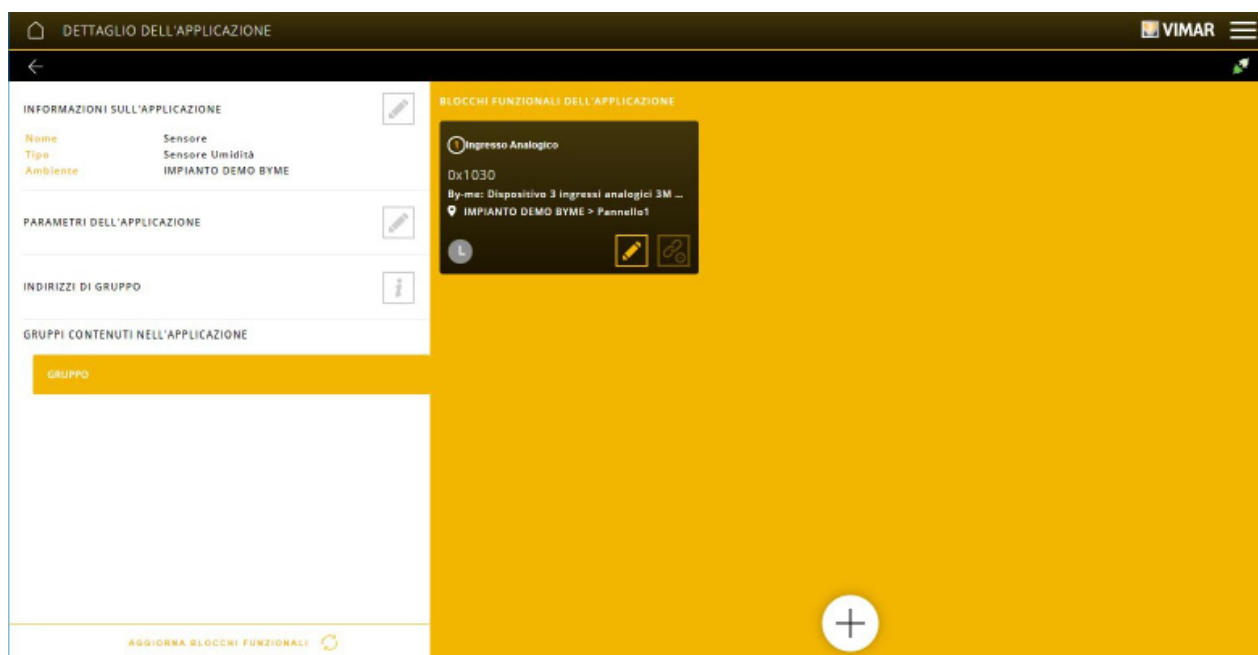 DETTAGLIO DELL'APPLICAZIONE
VIMAR
INFORMAZIONI SULL'APPLICAZIONE
Nome Sensore
Tipo Sensore Umidità
Ambiente IMPIANTO DEMO BYME
PARAMETRI DELL'APPLICAZIONE
INDIRIZZI DI GRUPPO
i
GRUPPI CONTENUTI NELL'APPLICAZIONE
GRUPPO
AGGIORNA BLOCCHI FUNZIONALI
BLOCCHI FUNZIONALI DELL'APPLICAZIONE
1 Ingresso Analogico
0x1030
By-me: Dispositivo 3 ingressi analogici 3M ...
IMPIANTO DEMO BYME > Pannello1
L